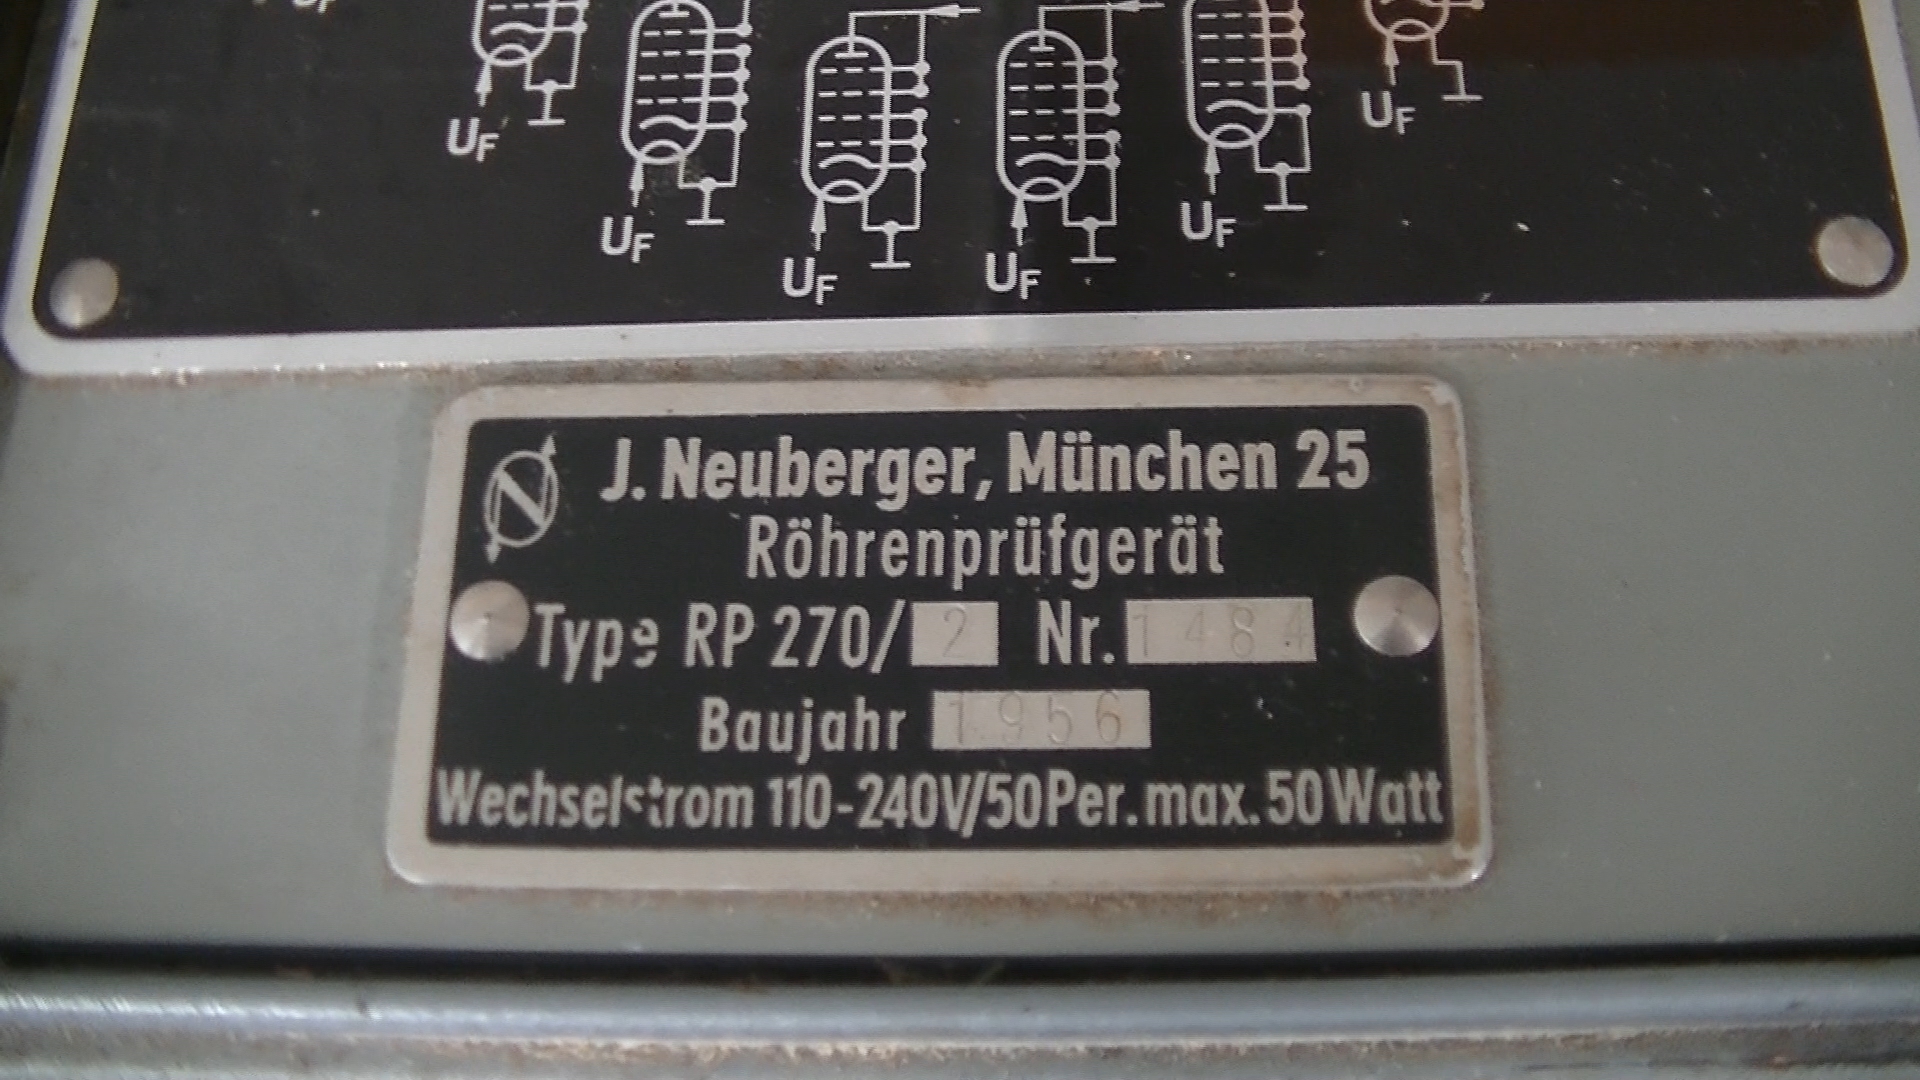 UF
UF
UF
UF
UF
UF
UF
J. Neuberger, München 25
Röhrenprüfgerät
Type RP 270/2 Nr. 1484
Baujahr 1956
Wechselstrom 110-240V/50Per. max. 50 Watt